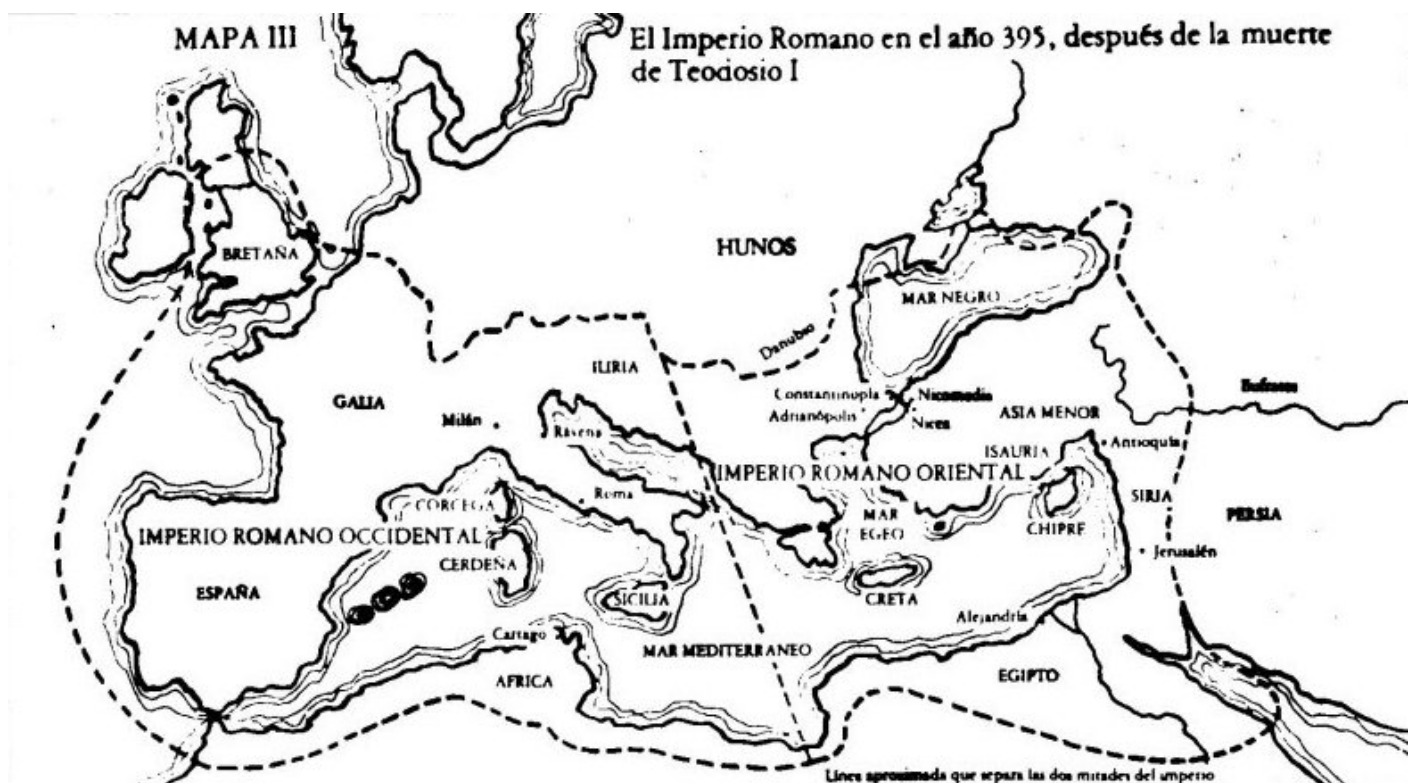 MAPA III
El Imperio Romano en el año 395, después de la muerte
de Teodosio I
BRETAÑA
HUNOS
MAR NEGRO
Danubio
ILIRIA
GALIA
Constantinopla
Nicomedia
Adrianópolis
Nicea
ASIA MENOR
Eufrates
Milán
Ravena
ISAURIA
Antioquía
IMPERIO ROMANO ORIENTAL
CORCEGA
Roma
SIRIA
MAR
EGEO
CHIPRE
PERSIA
IMPERIO ROMANO OCCIDENTAL
CERDEÑA
Jerusalén
ESPAÑA
SICILIA
CRETA
Alejandría
Cartago
MAR MEDITERRANEO
AFRICA
EGIPTO
Línea aproximada que separa las dos mitades del imperio